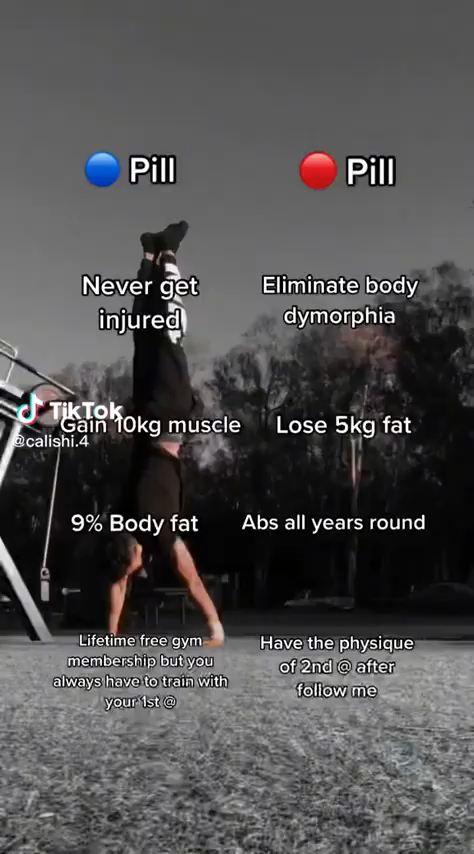 🔵 Pill
🔴 Pill
Never get
injured
Eliminate body
dymorphia
TikTok
@calishi.4
Gain 10kg muscle
Lose 5kg fat
9% Body fat
Abs all years round
Lifetime free gym
membership but you
always have to train with
your 1st @
Have the physique
of 2nd @ after
follow me